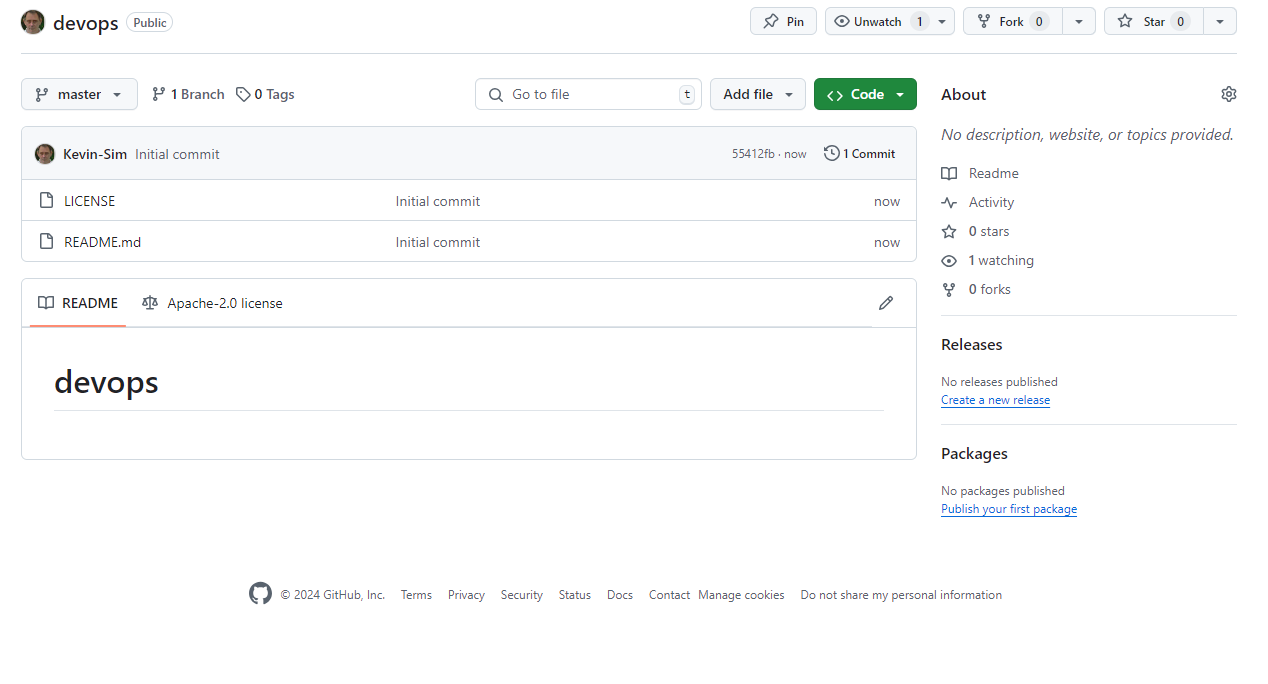 devops Public Pin Unwatch 1 Fork 0 Star 0
master 1 Branch 0 Tags Go to file t Add file Code
Kevin-Sim Initial commit 55412fb · now 1 Commit
LICENSE Initial commit now
README.md Initial commit now
README Apache-2.0 license
devops
About
No description, website, or topics provided.
Readme
Activity
0 stars
1 watching
0 forks
Releases
No releases published
Create a new release
Packages
No packages published
Publish your first package
© 2024 GitHub, Inc. Terms Privacy Security Status Docs Contact Manage cookies Do not share my personal information